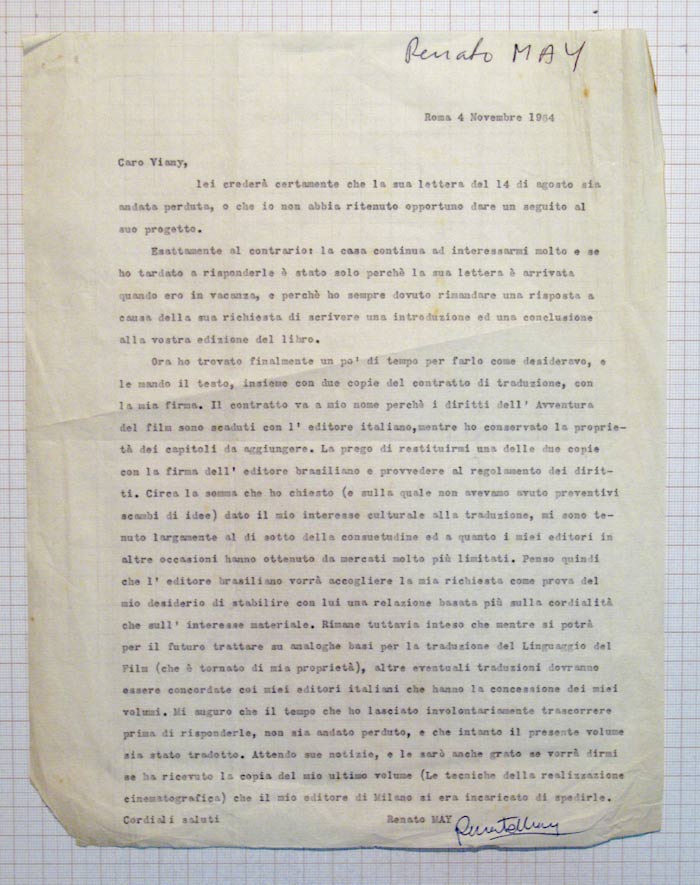 Renato MAY
Roma 4 Novembre 1964
Caro Viany,
lei crederà certamente che la sua lettera del 14 di agosto sia
andata perduta, o che io non abbia ritenuto opportuno dare un seguito al
suo progetto.
Esattamente al contrario: la casa continua ad interessarmi molto e se
ho tardato a risponderle è stato solo perchè la sua lettera è arrivata
quando ero in vacanza, e perchè ho sempre dovuto rimandare una risposta a
causa della sua richiesta di scrivere una introduzione ed una conclusione
alla vostra edizione del libro.
Ora ho trovato finalmente un po' di tempo per farlo come desideravo, e
le mando il testo, insieme con due copie del contratto di traduzione, con
la mia firma. Il contratto va a mio nome perchè i diritti dell' Avventura
del film sono scaduti con l' editore italiano,mentre ho conservato la proprie-
tà dei capitoli da aggiungere. La prego di restituirmi una delle due copie
con la firma dell' editore brasiliano e provvedere al regolamento dei dirit-
ti. Circa la somma che ho chiesto (e sulla quale non avevamo avuto preventivi
scambi di idee) dato il mio interesse culturale alla traduzione, mi sono te-
nuto largamente al di sotto della consuetudine ed a quanto i miei editori in
altre occasioni hanno ottenuto da mercati molto più limitati. Penso quindi
che l' editore brasiliano vorrà accogliere la mia richiesta come prova del
mio desiderio di stabilire con lui una relazione basata più sulla cordialità
che sull' interesse materiale. Rimane tuttavia inteso che mentre si potrà
per il futuro trattare su analoghe basi per la traduzione del Linguaggio del
Film (che è tornato di mia proprietà), altre eventuali traduzioni dovranno
essere concordate coi miei editori italiani che hanno la concessione dei miei
volumi. Mi auguro che il tempo che ho lasciato involontariamente trascorrere
prima di risponderle, non sia andato perduto, e che intanto il presente volume
sia stato tradotto. Attendo sue notizie, e le sarò anche grato se vorrà dirmi
se ha ricevuto la copia del mio ultimo volume (Le tecniche della realizzazione
cinematografica) che il mio editore di Milano si era incaricato di spedirle.
Cordiali saluti Renato MAY Renato May